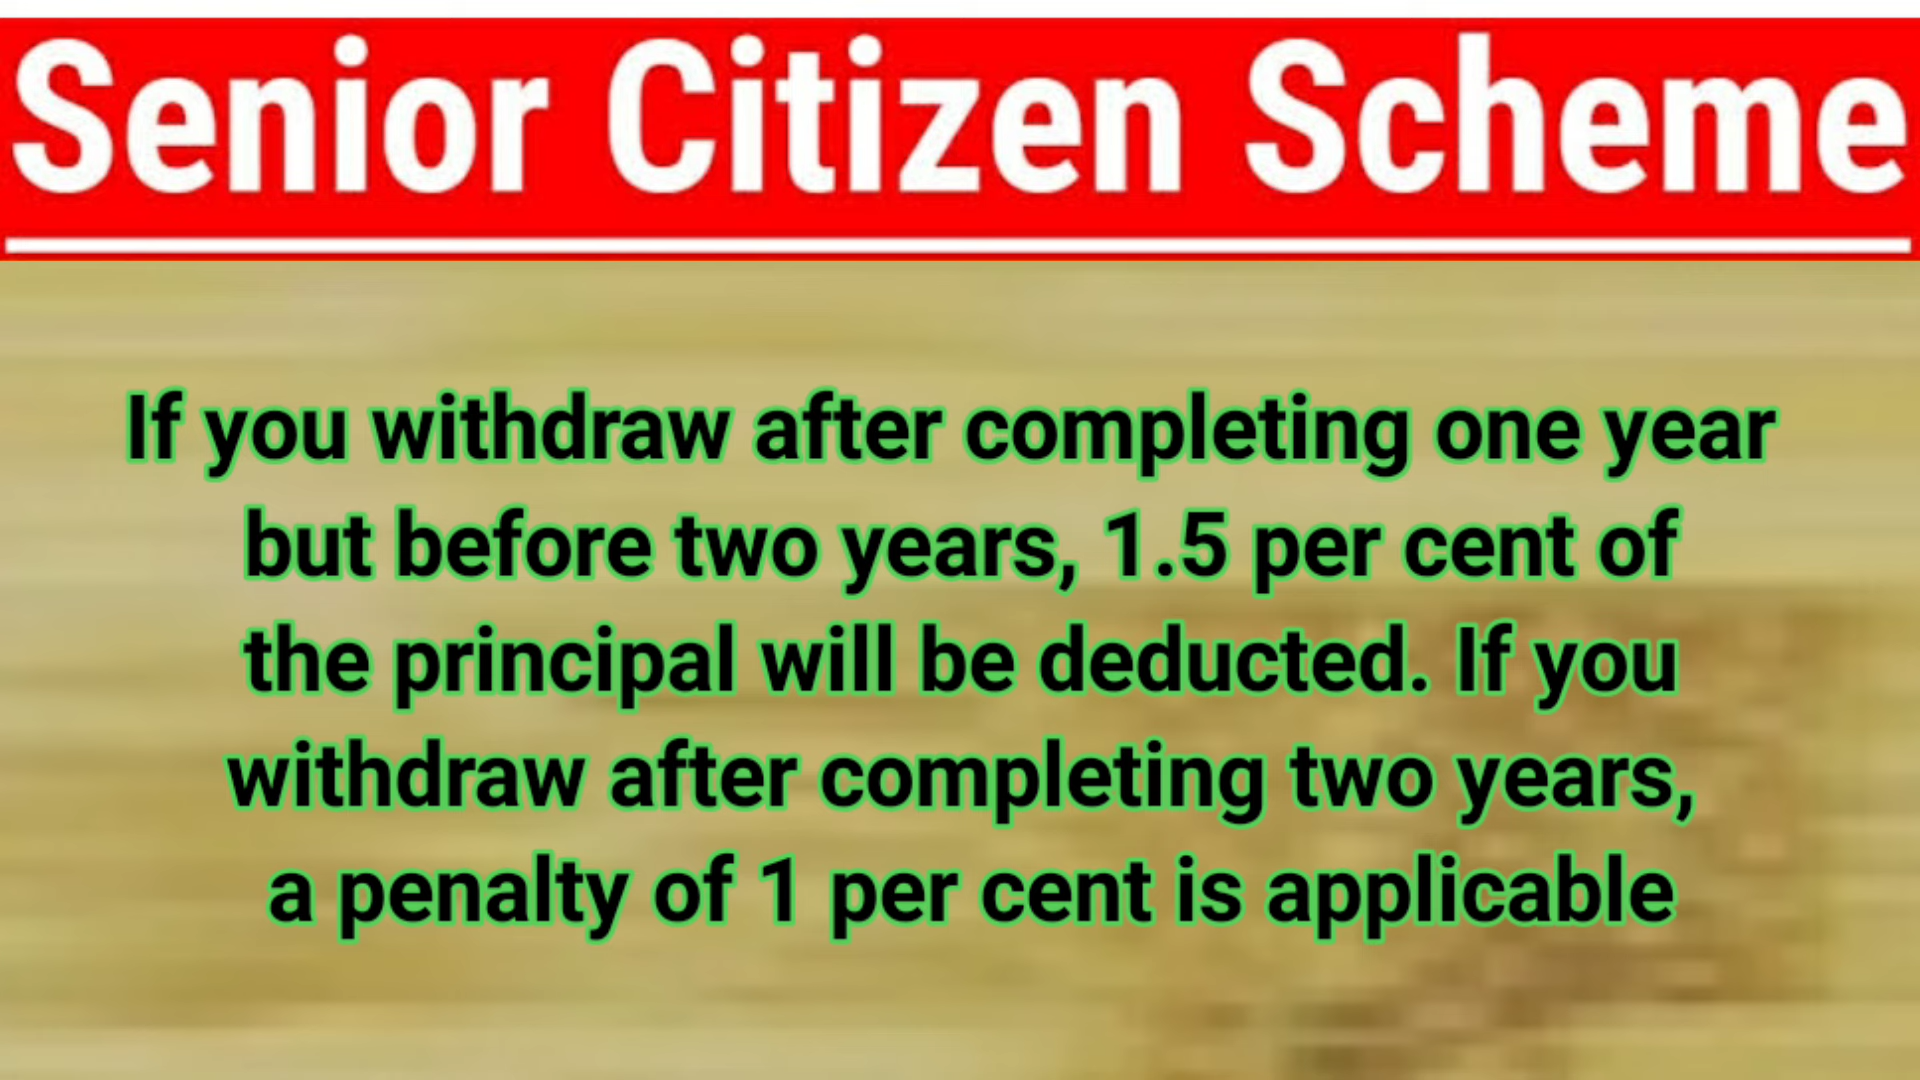 Senior Citizen Scheme
If you withdraw after completing one year
but before two years, 1.5 per cent of
the principal will be deducted. If you
withdraw after completing two years,
a penalty of 1 per cent is applicable